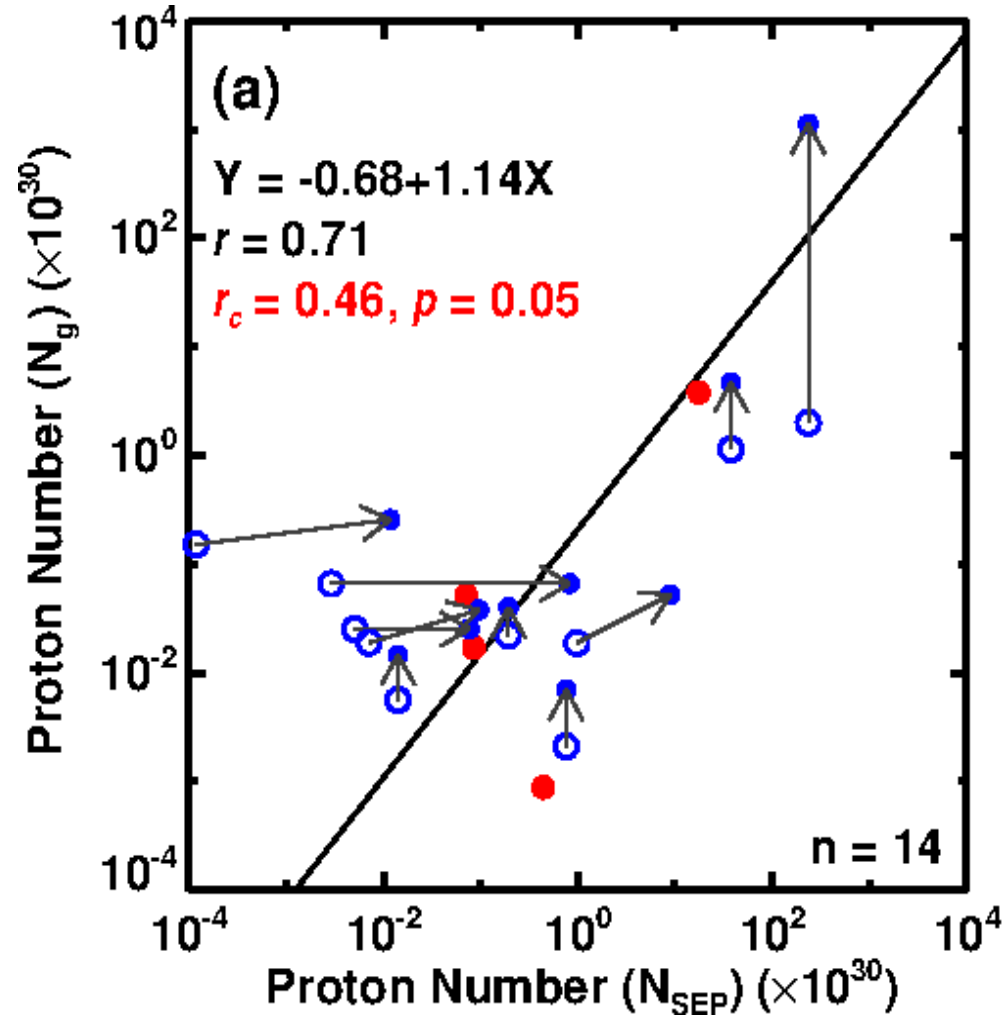 (a)
Y = -0.68+1.14X
r = 0.71
r_c = 0.46, p = 0.05
n = 14
Proton Number (N_g) (×10^30)
10^4
10^2
10^0
10^-2
10^-4
10^-4 10^-2 10^0 10^2 10^4
Proton Number (N_SEP) (×10^30)